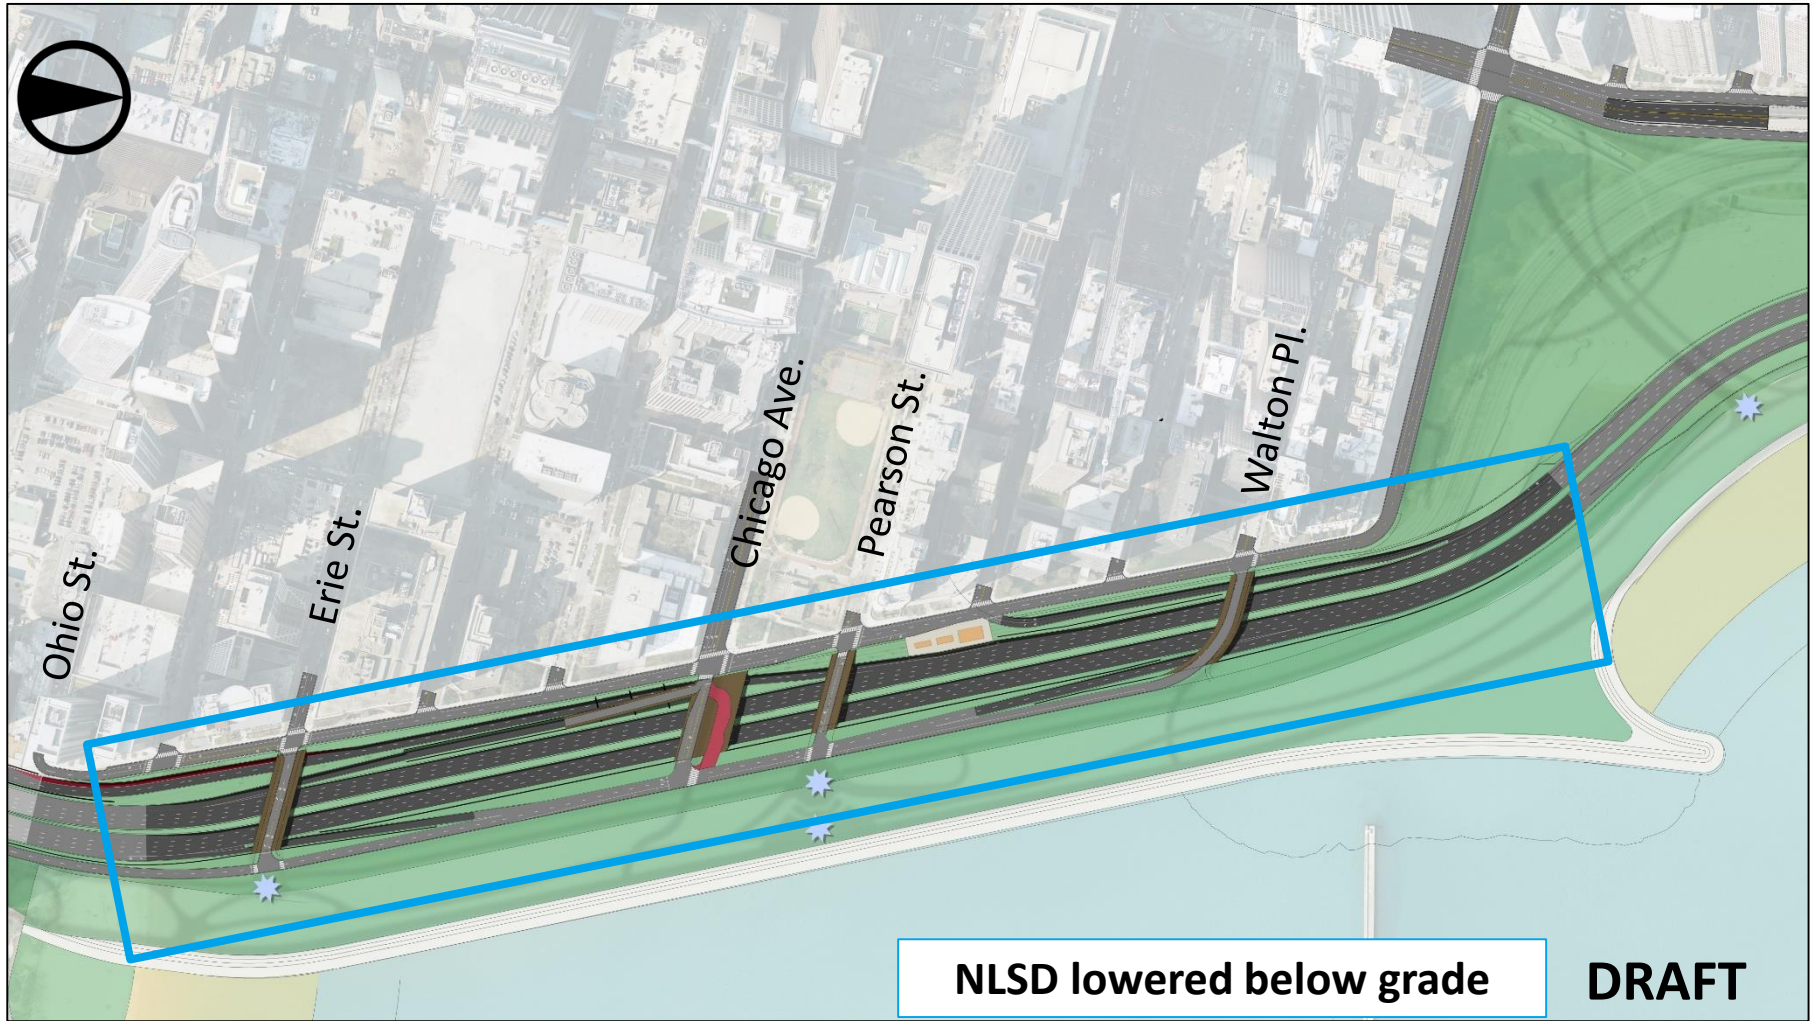 Ohio St.
Erie St.
Chicago Ave.
Pearson St.
Walton Pl.
NLSD lowered below grade
DRAFT